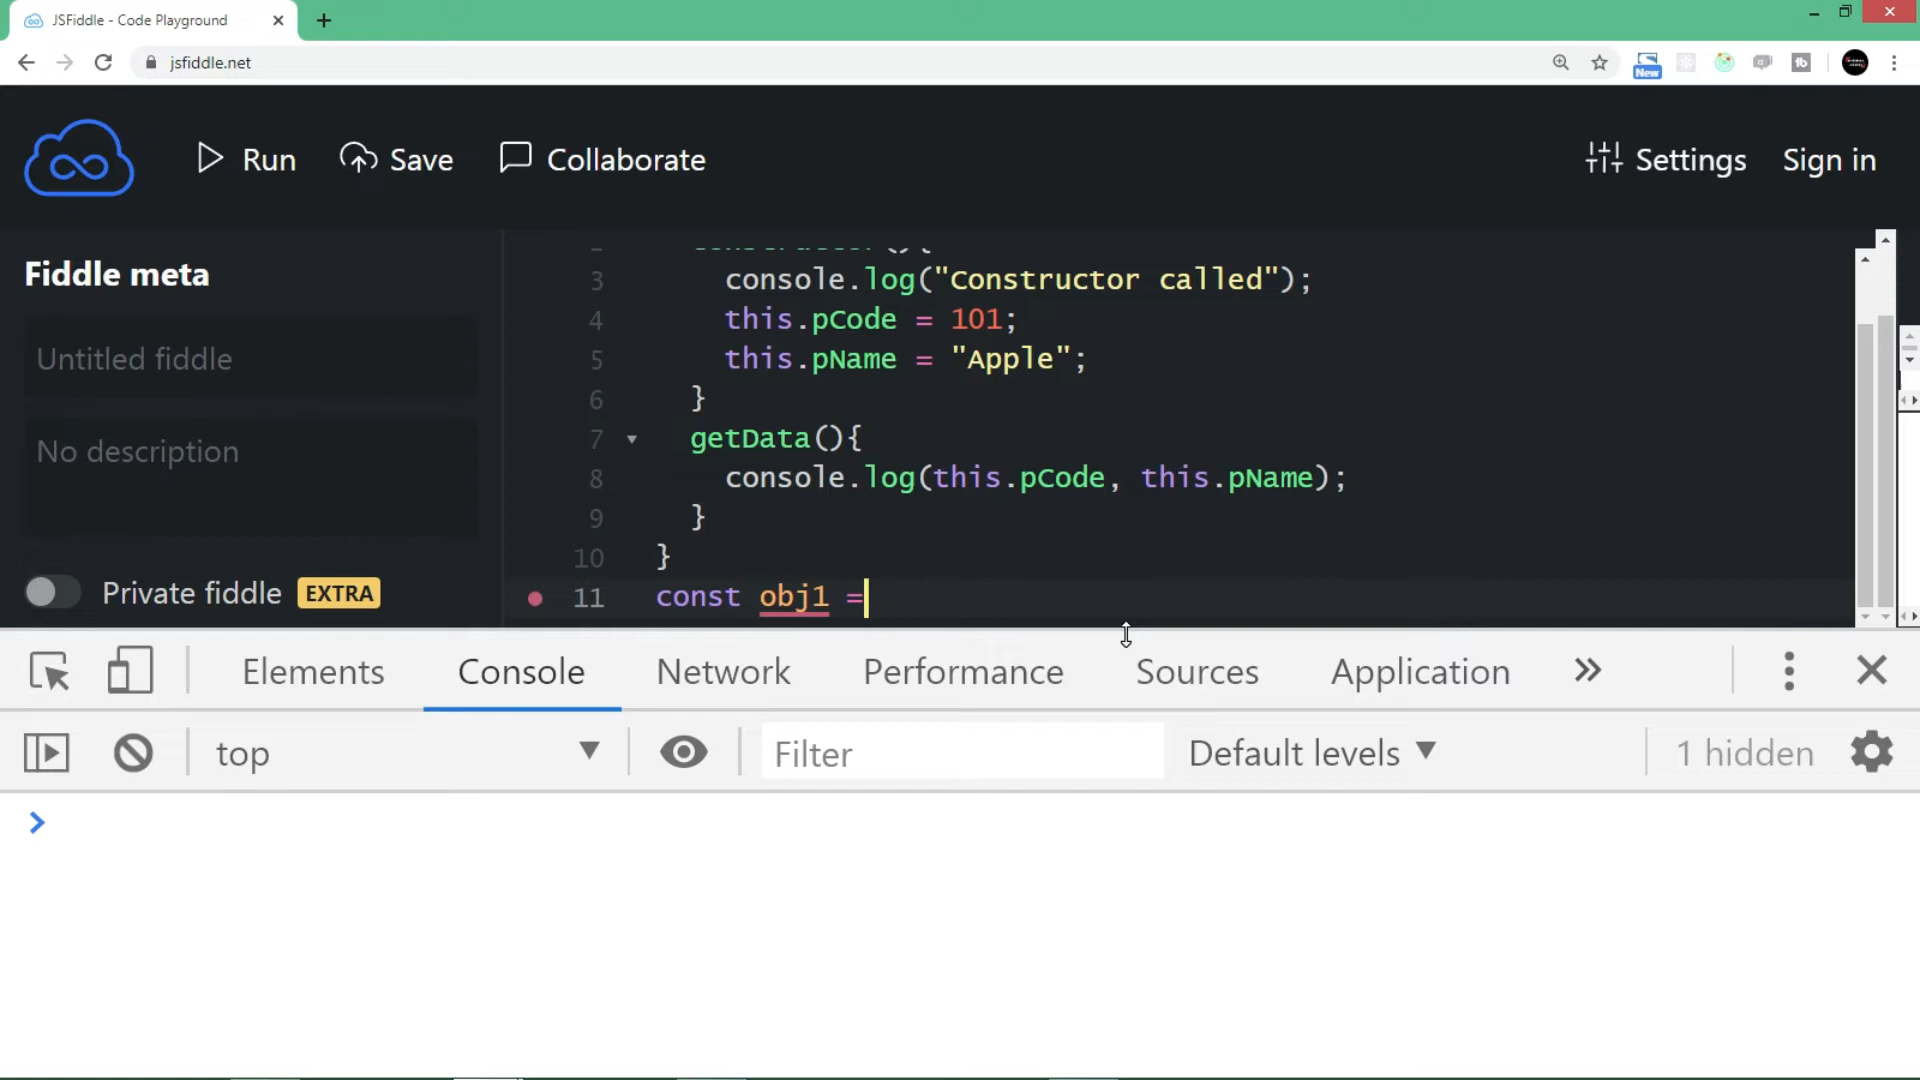 JSFiddle - Code Playground
jsfiddle.net
New
Run
Save
Collaborate
Settings
Sign in
Fiddle meta
Untitled fiddle
No description
Private fiddle EXTRA
3 console.log("Constructor called");
4 this.pCode = 101;
5 this.pName = "Apple";
6 }
7 getData(){
8 console.log(this.pCode, this.pName);
9 }
10 }
11 const obj1 =
Elements
Console
Network
Performance
Sources
Application
top
Filter
Default levels
1 hidden